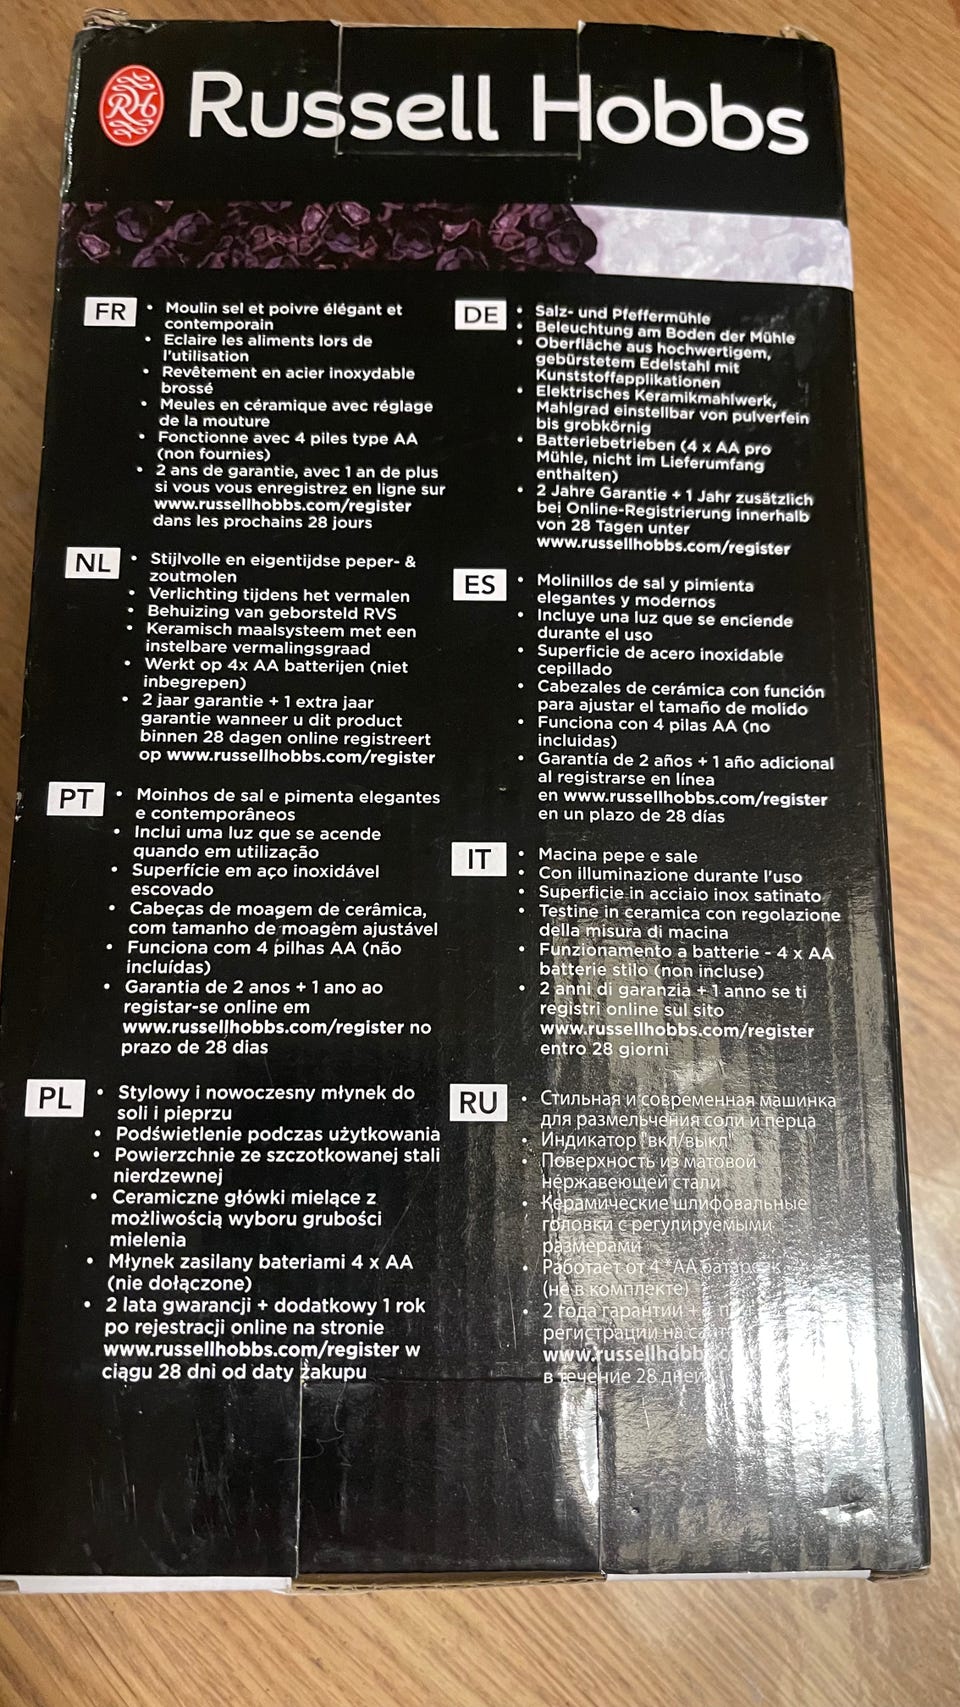 RH Russell Hobbs
FR
• Moulin sel et poivre élégant et
contemporain
• Eclaire les aliments lors de
l'utilisation
• Revêtement en acier inoxydable
brossé
• Meules en céramique avec réglage
de la mouture
• Fonctionne avec 4 piles type AA
(non fournies)
• 2 ans de garantie, avec 1 an de plus
si vous vous enregistrez en ligne sur
www.russellhobbs.com/register
dans les prochains 28 jours
NL
• Stijlvolle en eigentijdse peper- &
zoutmolen
• Verlichting tijdens het vermalen
• Behuizing van geborsteld RVS
• Keramisch maalsysteem met een
instelbare vermalingsgraad
• Werkt op 4x AA batterijen (niet
inbegrepen)
• 2 jaar garantie + 1 extra jaar
garantie wanneer u dit product
binnen 28 dagen online registreert
op www.russellhobbs.com/register
PT
• Moinhos de sal e pimenta elegantes
e contemporâneos
• Inclui uma luz que se acende
quando em utilização
• Superfície em aço inoxidável
escovado
• Cabeças de moagem de cerâmica,
com tamanho de moagem ajustável
• Funciona com 4 pilhas AA (não
incluídas)
• Garantia de 2 anos + 1 ano ao
registar-se online em
www.russellhobbs.com/register no
prazo de 28 dias
PL
• Stylowy i nowoczesny młynek do
soli i pieprzu
• Podświetlenie podczas użytkowania
• Powierzchnie ze szczotkowanej stali
nierdzewnej
• Ceramiczne główki mielące z
możliwością wyboru grubości
mielenia
• Młynek zasilany bateriami 4 x AA
(nie dołączone)
• 2 lata gwarancji + dodatkowy 1 rok
po rejestracji online na stronie
www.russellhobbs.com/register w
ciągu 28 dni od daty zakupu
DE
• Salz- und Pfeffermühle
• Beleuchtung am Boden der Mühle
• Oberfläche aus hochwertigem,
gebürstetem Edelstahl mit
Kunststoffapplikationen
• Elektrisches Keramikmahlwerk,
Mahlgrad einstellbar von pulverfein
bis grobkörnig
• Batteriebetrieben (4 x AA pro
Mühle, nicht im Lieferumfang
enthalten)
• 2 Jahre Garantie + 1 Jahr zusätzlich
bei Online-Registrierung innerhalb
von 28 Tagen unter
www.russellhobbs.com/register
ES
• Molinillos de sal y pimienta
elegantes y modernos
• Incluye una luz que se enciende
durante el uso
• Superficie de acero inoxidable
cepillado
• Cabezales de cerámica con función
para ajustar el tamaño de molido
• Funciona con 4 pilas AA (no
incluidas)
• Garantía de 2 años + 1 año adicional
al registrarse en línea
en www.russellhobbs.com/register
en un plazo de 28 días
IT
• Macina pepe e sale
• Con illuminazione durante l'uso
• Superficie in acciaio inox satinato
• Testine in ceramica con regolazione
della misura di macina
• Funzionamento a batterie - 4 x AA
batterie stilo (non incluse)
• 2 anni di garanzia + 1 anno se ti
registri online sul sito
www.russellhobbs.com/register
entro 28 giorni
RU
• Стильная и современная машинка
для размельчения соли и перца
• Индикатор "вкл/выкл"
• Поверхность из матовой
нержавеющей стали
• Керамические шлифовальные
головки с регулируемыми
размерами
• Работает от 4 *AA батареек
(не в комплекте)
• 2 года гарантии +
регистрации на
в течение 28 дней